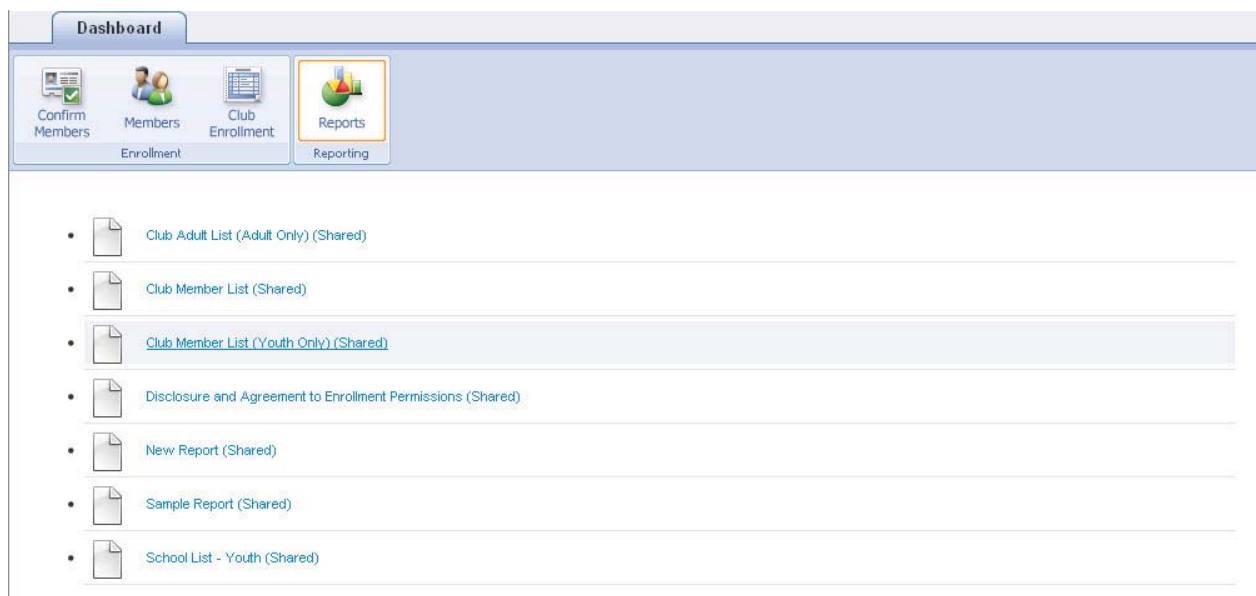 Dashboard
Confirm
Members
Members
Club
Enrollment
Enrollment
Reports
Reporting
Club Adult List (Adult Only) (Shared)
Club Member List (Shared)
Club Member List (Youth Only) (Shared)
Disclosure and Agreement to Enrollment Permissions (Shared)
New Report (Shared)
Sample Report (Shared)
School List - Youth (Shared)